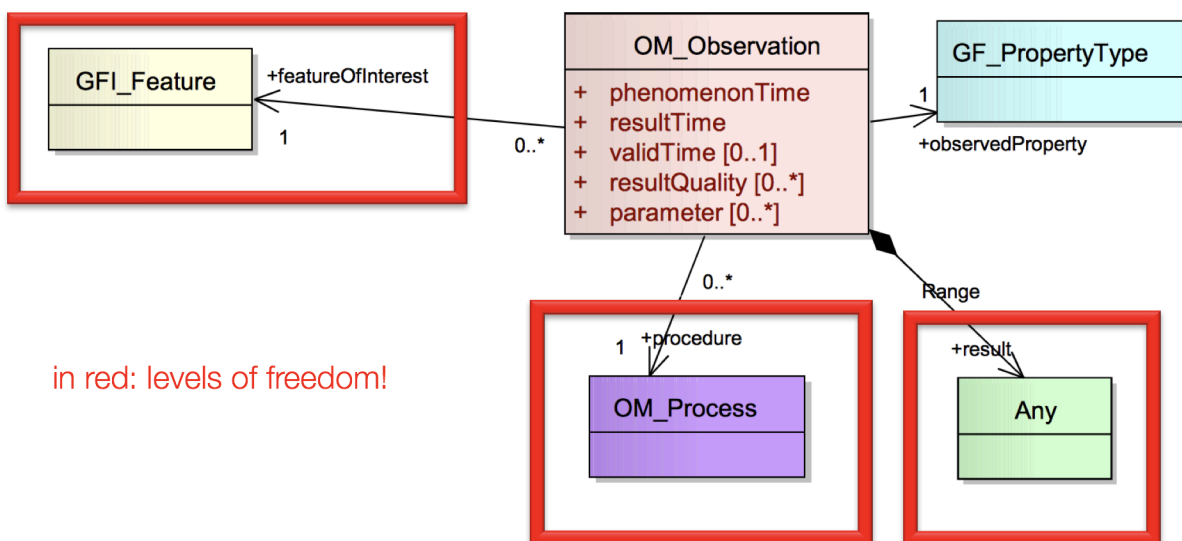 GFI_Feature
+featureOfInterest
1
0..*
OM_Observation
+ phenomenonTime
+ resultTime
+ validTime [0..1]
+ resultQuality [0..*]
+ parameter [0..*]
GF_PropertyType
1
+observedProperty
0..*
1
+procedure
OM_Process
Range
+result
Any
in red: levels of freedom!